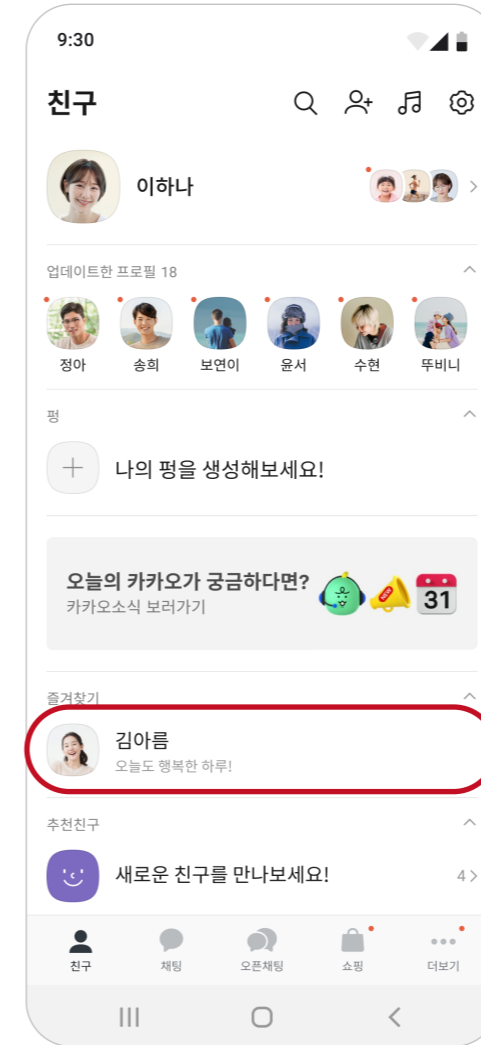 9:30
친구
이하나
업데이트한 프로필 18
정아 송희 보연이 윤서 수현 뚜비니
펑
나의 펑을 생성해보세요!
오늘의 카카오가 궁금하다면?
카카오소식 보러가기
NEW
31
즐겨찾기
김아름
오늘도 행복한 하루!
추천친구
새로운 친구를 만나보세요!
4
친구 채팅 오픈채팅 쇼핑 더보기